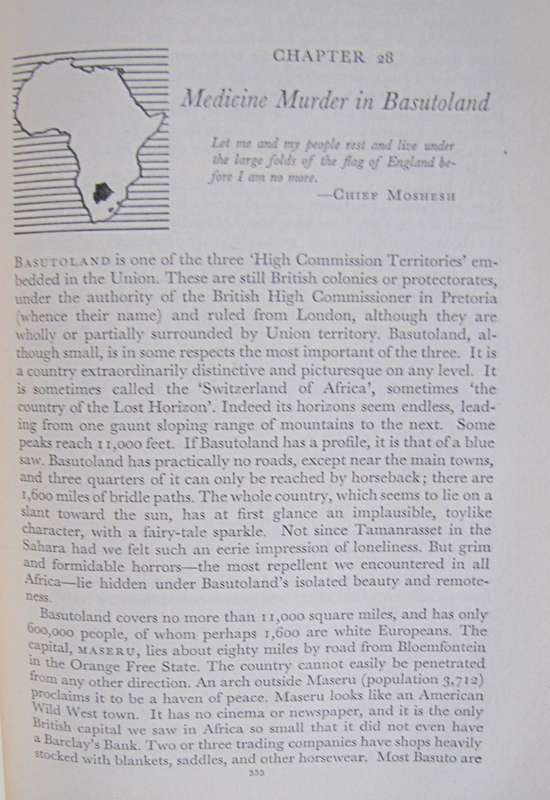 CHAPTER 28
Medicine Murder in Basutoland
Let me and my people rest and live under
the large folds of the flag of England be-
fore I am no more.
—CHIEF MOSHESH
BASUTOLAND is one of the three ‘High Commission Territories’ em-
bedded in the Union. These are still British colonies or protectorates,
under the authority of the British High Commissioner in Pretoria
(whence their name) and ruled from London, although they are
wholly or partially surrounded by Union territory. Basutoland, al-
though small, is in some respects the most important of the three. It is
a country extraordinarily distinctive and picturesque on any level. It
is sometimes called the ‘Switzerland of Africa’, sometimes ‘the
country of the Lost Horizon’. Indeed its horizons seem endless, lead-
ing from one gaunt sloping range of mountains to the next. Some
peaks reach 11,000 feet. If Basutoland has a profile, it is that of a blue
saw. Basutoland has practically no roads, except near the main towns,
and three quarters of it can only be reached by horseback; there are
1,600 miles of bridle paths. The whole country, which seems to lie on a
slant toward the sun, has at first glance an implausible, toylike
character, with a fairy-tale sparkle. Not since Tamanrasset in the
Sahara had we felt such an eerie impression of loneliness. But grim
and formidable horrors—the most repellent we encountered in all
Africa—lie hidden under Basutoland’s isolated beauty and remote-
ness.
Basutoland covers no more than 11,000 square miles, and has only
600,000 people, of whom perhaps 1,600 are white Europeans. The
capital, MASERU, lies about eighty miles by road from Bloemfontein
in the Orange Free State. The country cannot easily be penetrated
from any other direction. An arch outside Maseru (population 3,712)
proclaims it to be a haven of peace. Maseru looks like an American
Wild West town. It has no cinema or newspaper, and it is the only
British capital we saw in Africa so small that it did not even have
a Barclay’s Bank. Two or three trading companies have shops heavily
stocked with blankets, saddles, and other horsewear. Most Basuto are
555